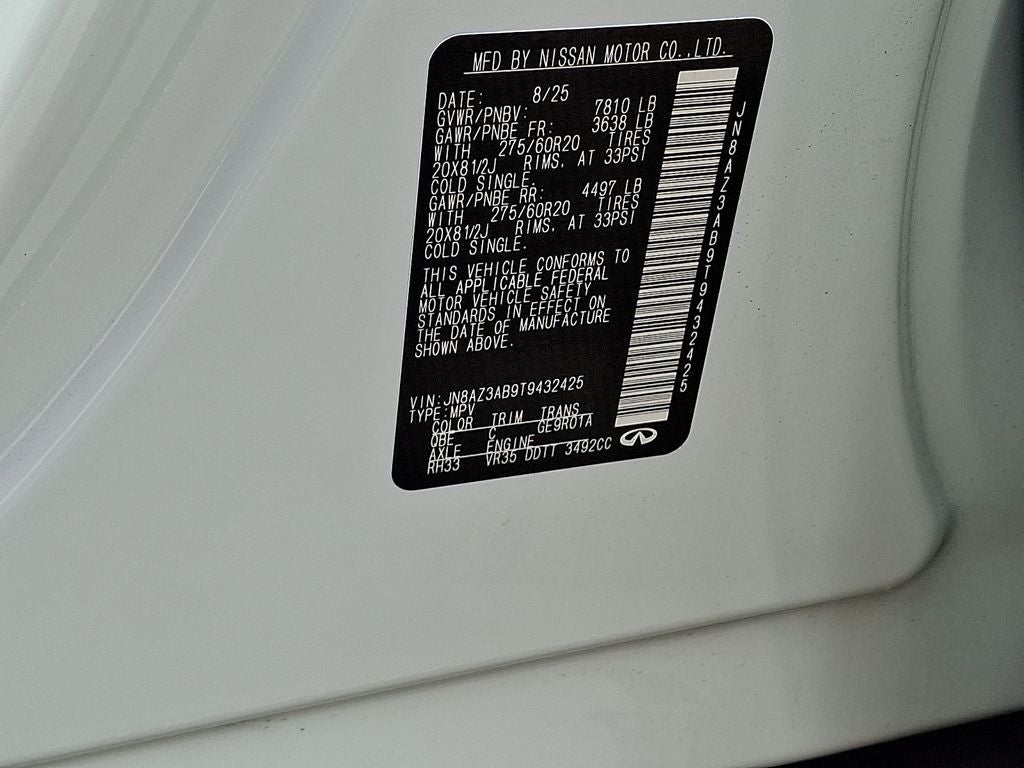 MFD BY NISSAN MOTOR CO.,LTD.
DATE: 8/25
GVWR/PNBV: 7810 LB
GAWR/PNBE FR: 3638 LB
WITH 275/60R20 TIRES
20X81/2J RIMS, AT 33PSI
COLD SINGLE.
GAWR/PNBE RR: 4497 LB
WITH 275/60R20 TIRES
20X81/2J RIMS, AT 33PSI
COLD SINGLE.
THIS VEHICLE CONFORMS TO
ALL APPLICABLE FEDERAL
MOTOR VEHICLE SAFETY
STANDARDS IN EFFECT ON
THE DATE OF MANUFACTURE
SHOWN ABOVE.
VIN:JN8AZ3AB9T9432425
TYPE:MPV
COLOR TRIM TRANS
QBE C GE9R01A
AXLE ENGINE
RH33 VR35 DDTT 3492CC
JN8AZ3AB9T9432425